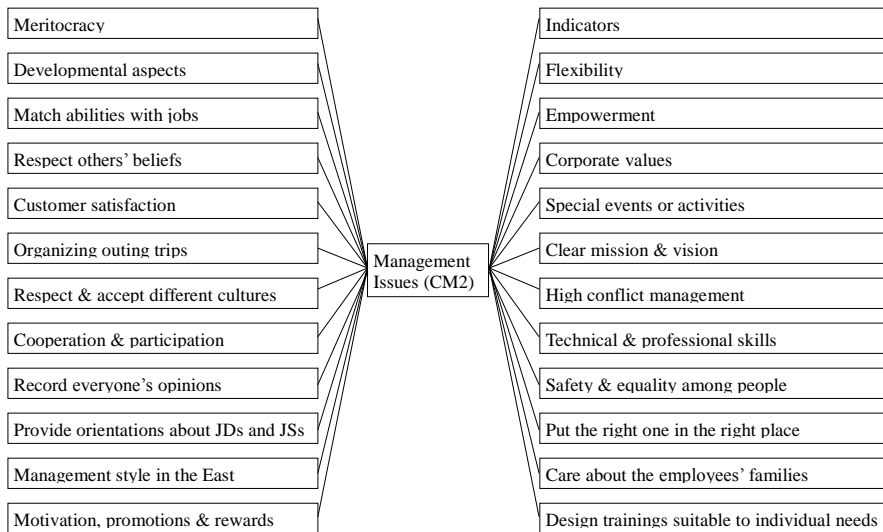 Meritocracy
Developmental aspects
Match abilities with jobs
Respect others’ beliefs
Customer satisfaction
Organizing outing trips
Respect & accept different cultures
Cooperation & participation
Record everyone’s opinions
Provide orientations about JDs and JSs
Management style in the East
Motivation, promotions & rewards
Management
Issues (CM2)
Indicators
Flexibility
Empowerment
Corporate values
Special events or activities
Clear mission & vision
High conflict management
Technical & professional skills
Safety & equality among people
Put the right one in the right place
Care about the employees’ families
Design trainings suitable to individual needs